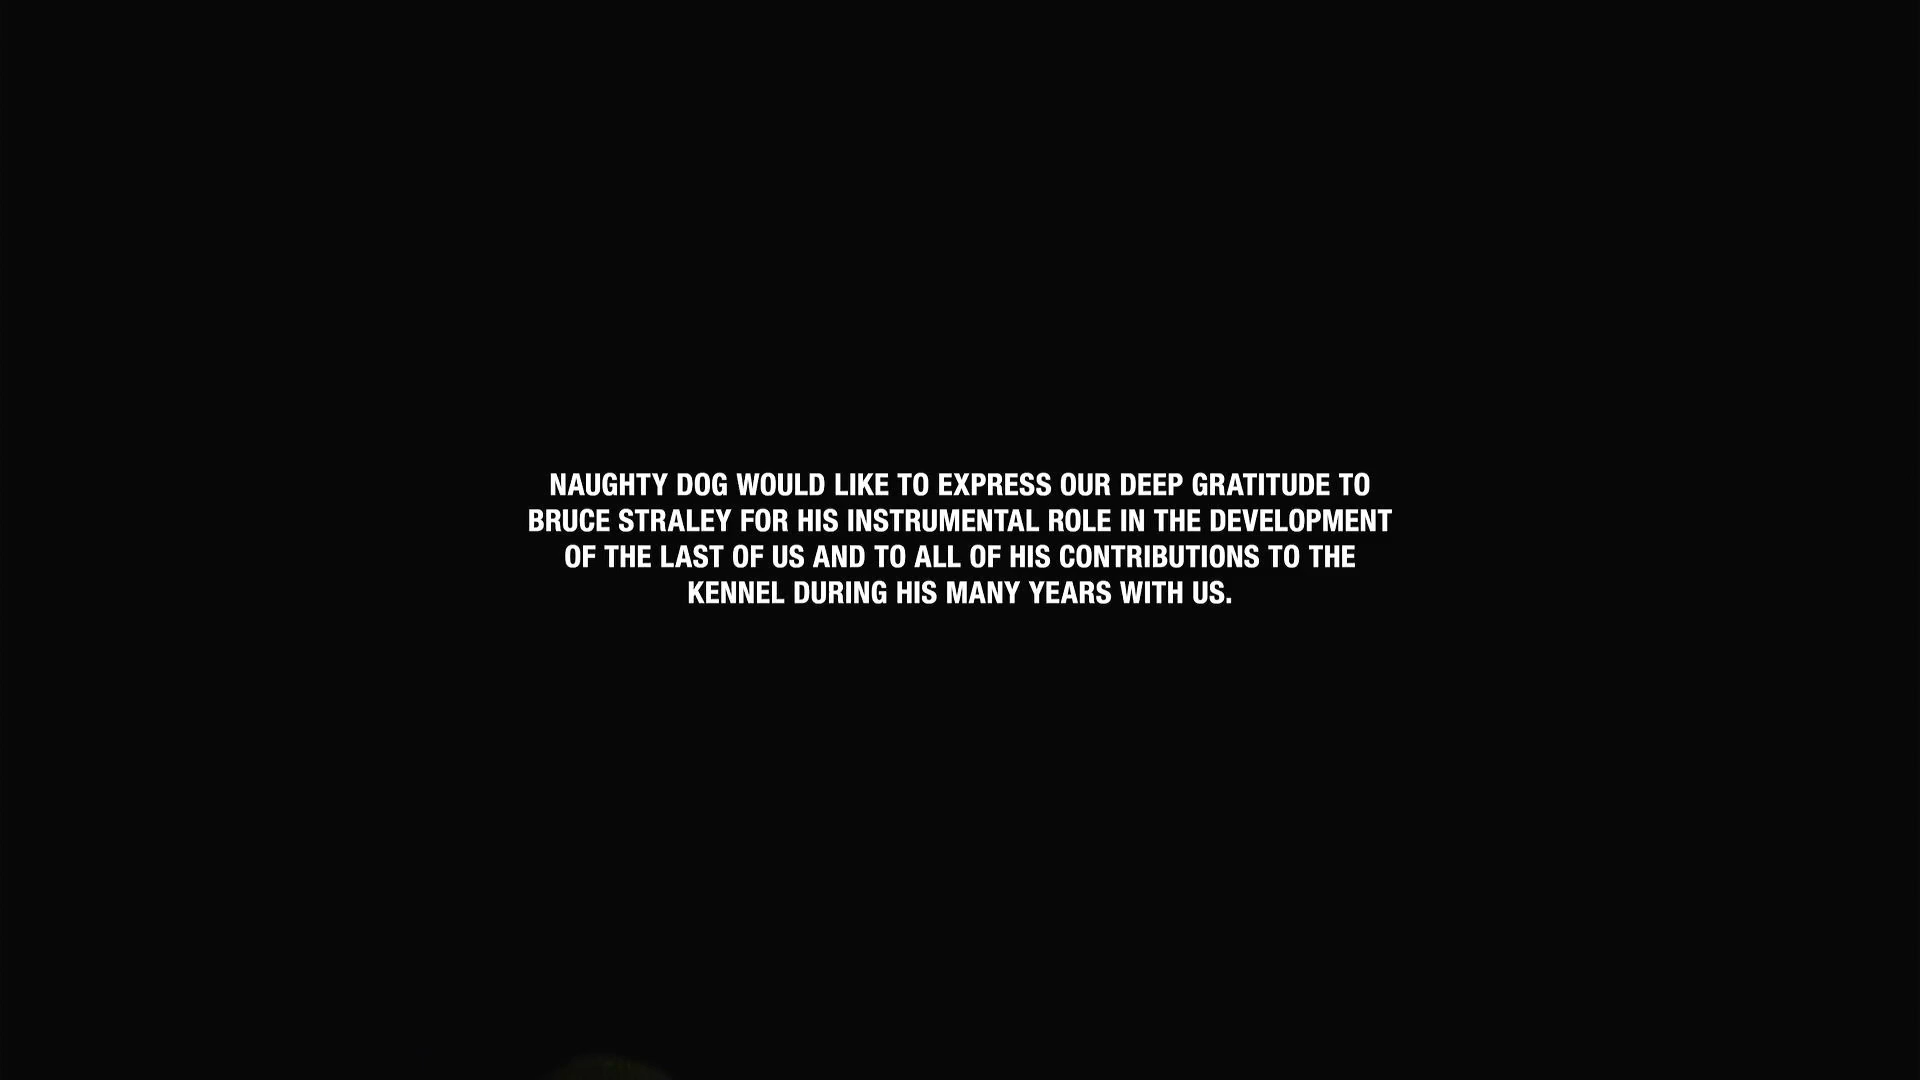 NAUGHTY DOG WOULD LIKE TO EXPRESS OUR DEEP GRATITUDE TO
BRUCE STRALEY FOR HIS INSTRUMENTAL ROLE IN THE DEVELOPMENT
OF THE LAST OF US AND TO ALL OF HIS CONTRIBUTIONS TO THE
KENNEL DURING HIS MANY YEARS WITH US.